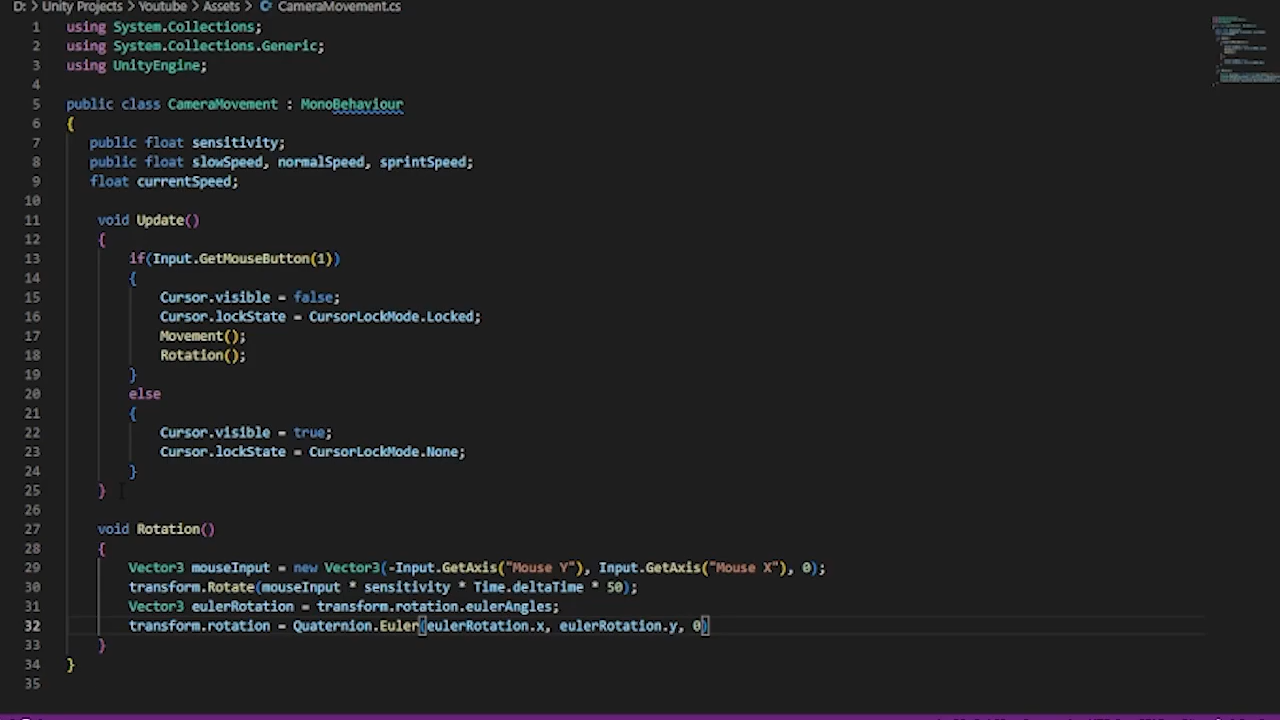 D: > Unity Projects > Youtube > Assets > CameraMovement.cs
1 using System.Collections;
2 using System.Collections.Generic;
3 using UnityEngine;
4
5 public class CameraMovement : MonoBehaviour
6 {
7 public float sensitivity;
8 public float slowSpeed, normalSpeed, sprintSpeed;
9 float currentSpeed;
10
11 void Update()
12 {
13 if(Input.GetMouseButton(1))
14 {
15 Cursor.visible = false;
16 Cursor.lockState = CursorLockMode.Locked;
17 Movement();
18 Rotation();
19 }
20 else
21 {
22 Cursor.visible = true;
23 Cursor.lockState = CursorLockMode.None;
24 }
25 }
26
27 void Rotation()
28 {
29 Vector3 mouseInput = new Vector3(-Input.GetAxis("Mouse Y"), Input.GetAxis("Mouse X"), 0);
30 transform.Rotate(mouseInput * sensitivity * Time.deltaTime * 50);
31 Vector3 eulerRotation = transform.rotation.eulerAngles;
32 transform.rotation = Quaternion.Euler(eulerRotation.x, eulerRotation.y, 0)
33 }
34 }
35